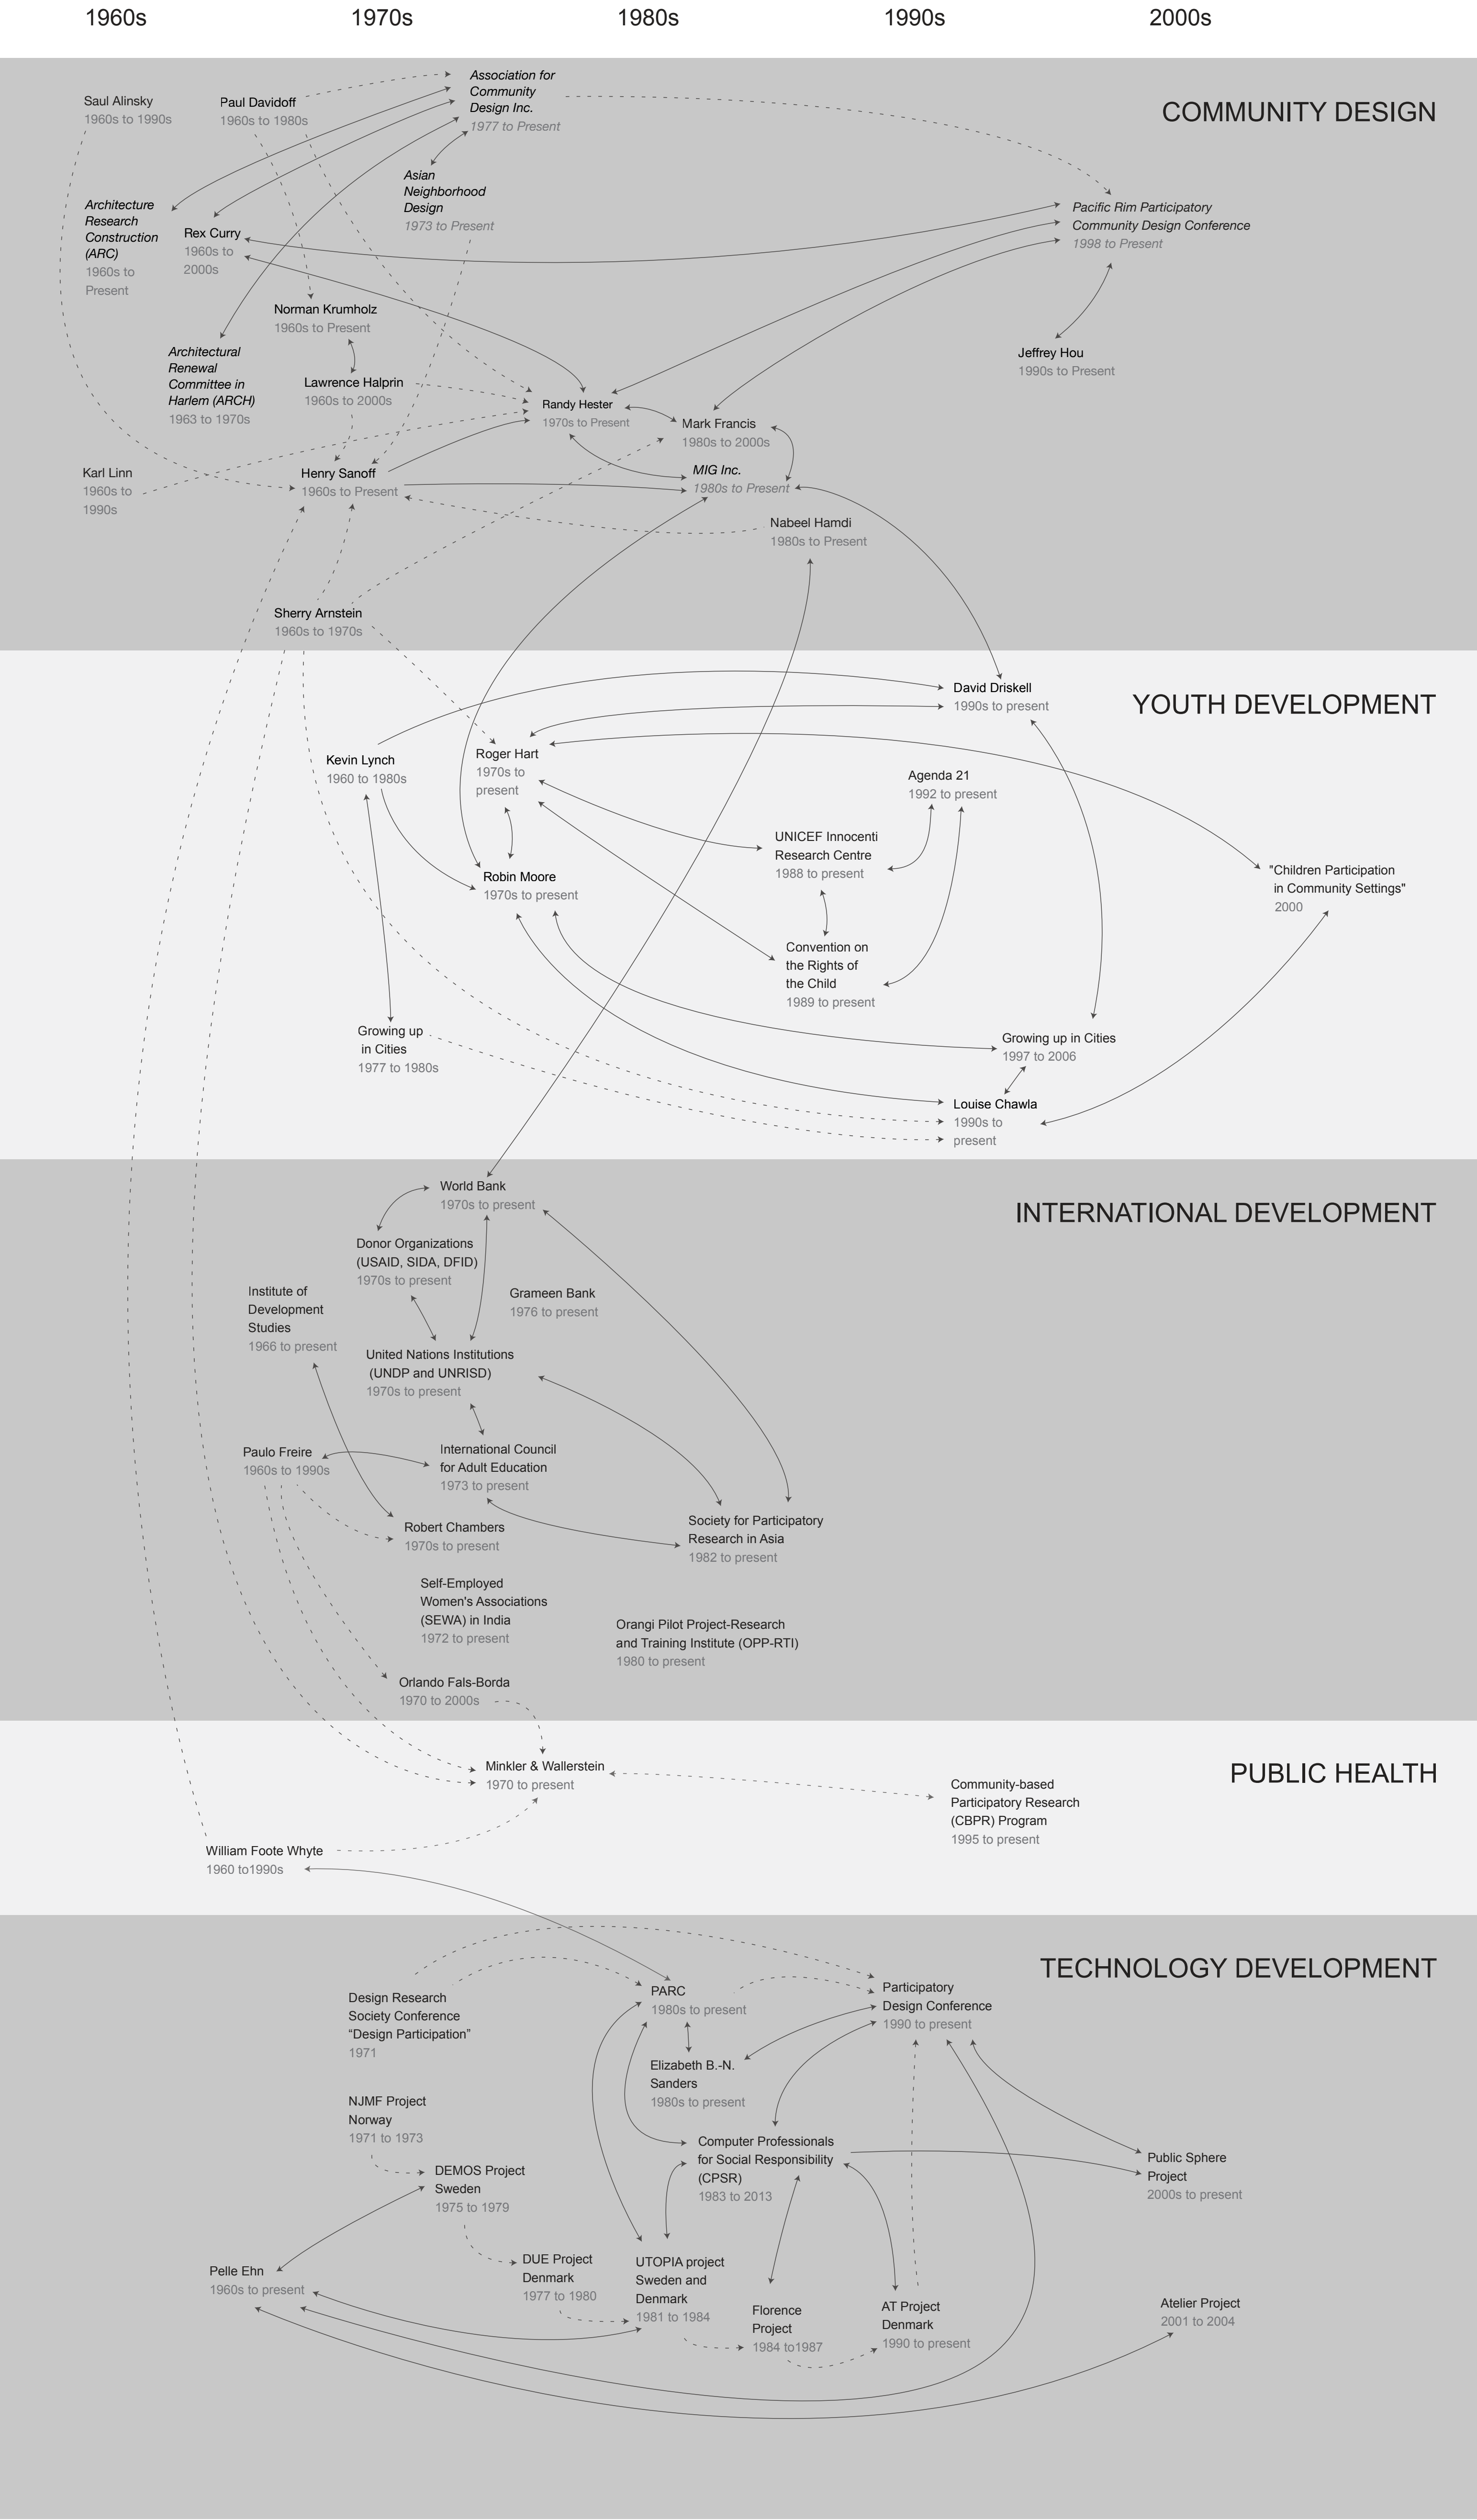 1960s
1970s
1980s
1990s
2000s
COMMUNITY DESIGN
Saul Alinsky
1960s to 1990s
Paul Davidoff
1960s to 1980s
Association for
Community
Design Inc.
1977 to Present
Asian
Neighborhood
Design
1973 to Present
Architecture
Research
Construction
(ARC)
1960s to
Present
Rex Curry
1960s to
2000s
Pacific Rim Participatory
Community Design Conference
1998 to Present
Norman Krumholz
1960s to Present
Architectural
Renewal
Committee in
Harlem (ARCH)
1963 to 1970s
Lawrence Halprin
1960s to 2000s
Jeffrey Hou
1990s to Present
Randy Hester
1970s to Present
Mark Francis
1980s to 2000s
Karl Linn
1960s to
1990s
Henry Sanoff
1960s to Present
MIG Inc.
1980s to Present
Nabeel Hamdi
1980s to Present
Sherry Arnstein
1960s to 1970s
YOUTH DEVELOPMENT
David Driskell
1990s to present
Kevin Lynch
1960 to 1980s
Roger Hart
1970s to
present
Agenda 21
1992 to present
UNICEF Innocenti
Research Centre
1988 to present
Robin Moore
1970s to present
"Children Participation
in Community Settings"
2000
Convention on
the Rights of
the Child
1989 to present
Growing up
in Cities
1977 to 1980s
Growing up in Cities
1997 to 2006
Louise Chawla
1990s to
present
INTERNATIONAL DEVELOPMENT
World Bank
1970s to present
Donor Organizations
(USAID, SIDA, DFID)
1970s to present
Institute of
Development
Studies
1966 to present
Grameen Bank
1976 to present
United Nations Institutions
(UNDP and UNRISD)
1970s to present
Paulo Freire
1960s to 1990s
International Council
for Adult Education
1973 to present
Robert Chambers
1970s to present
Society for Participatory
Research in Asia
1982 to present
Self-Employed
Women's Associations
(SEWA) in India
1972 to present
Orangi Pilot Project-Research
and Training Institute (OPP-RTI)
1980 to present
Orlando Fals-Borda
1970 to 2000s
PUBLIC HEALTH
Minkler & Wallerstein
1970 to present
Community-based
Participatory Research
(CBPR) Program
1995 to present
William Foote Whyte
1960 to1990s
TECHNOLOGY DEVELOPMENT
Design Research
Society Conference
“Design Participation”
1971
PARC
1980s to present
Participatory
Design Conference
1990 to present
Elizabeth B.-N.
Sanders
1980s to present
NJMF Project
Norway
1971 to 1973
Computer Professionals
for Social Responsibility
(CPSR)
1983 to 2013
Public Sphere
Project
2000s to present
DEMOS Project
Sweden
1975 to 1979
Pelle Ehn
1960s to present
DUE Project
Denmark
1977 to 1980
UTOPIA project
Sweden and
Denmark
1981 to 1984
Florence
Project
1984 to1987
AT Project
Denmark
1990 to present
Atelier Project
2001 to 2004